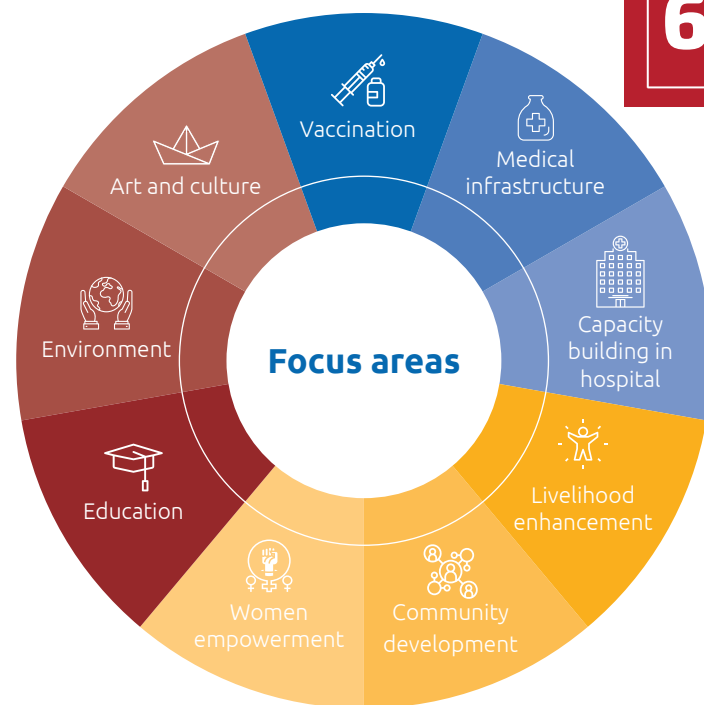 6
Vaccination
Medical
infrastructure
Capacity
building in
hospital
Livelihood
enhancement
Community
development
Women
empowerment
Education
Environment
Art and culture
Focus areas